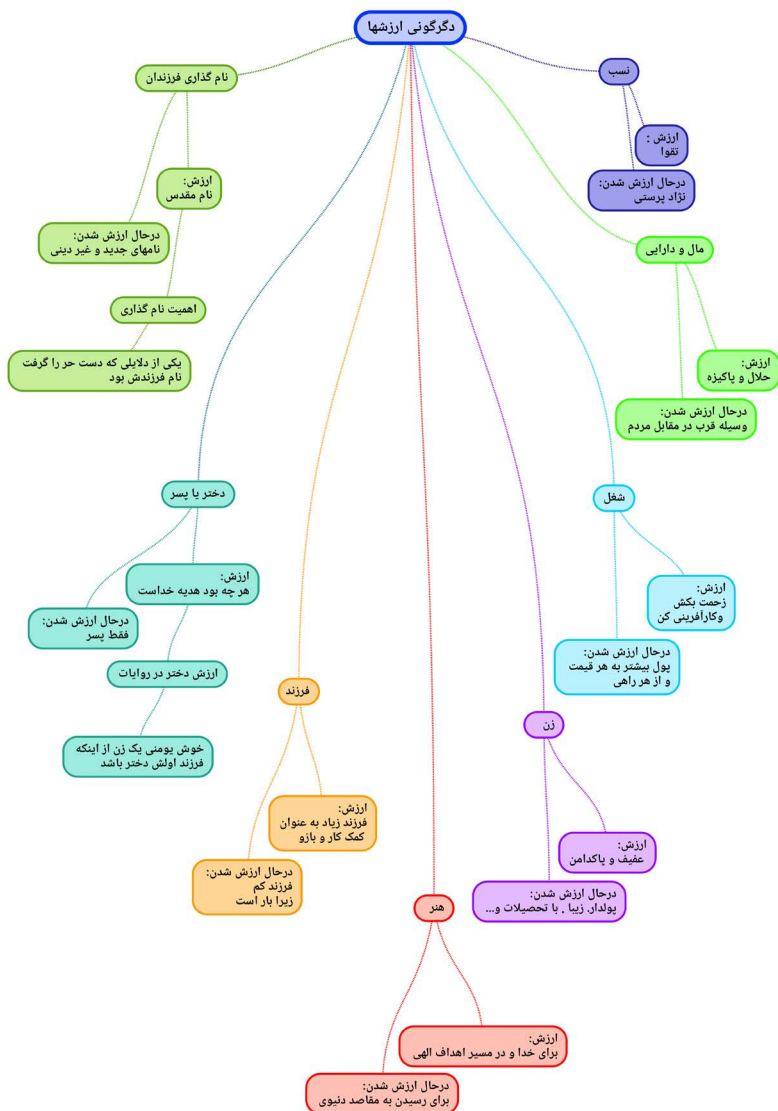 دگرگونی ارزشها
نسب
ارزش :
تقوا
درحال ارزش شدن:
نژاد پرستی
مال و دارایی
ارزش:
حلال و پاکیزه
درحال ارزش شدن:
وسیله قرب در مقابل مردم
شغل
ارزش:
زحمت بکش
وکارآفرینی کن
درحال ارزش شدن:
پول بیشتر به هر قیمت
و از هر راهی
زن
ارزش:
عفیف و پاکدامن
درحال ارزش شدن:
پولدار، زیبا ، با تحصیلات و...
هنر
ارزش:
برای خدا و در مسیر اهداف الهی
درحال ارزش شدن:
برای رسیدن به مقاصد دنیوی
فرزند
ارزش:
فرزند زیاد به عنوان
کمک کار و بازو
درحال ارزش شدن:
فرزند کم
زیرا بار است
دختر یا پسر
ارزش:
هر چه بود هدیه خداست
ارزش دختر در روایات
خوش یومنی یک زن از اینکه
فرزند اولش دختر باشد
درحال ارزش شدن:
فقط پسر
نام گذاری فرزندان
ارزش:
نام مقدس
اهمیت نام گذاری
یکی از دلایلی که دست حر را گرفت
نام فرزندش بود
درحال ارزش شدن:
نامهای جدید و غیر دینی